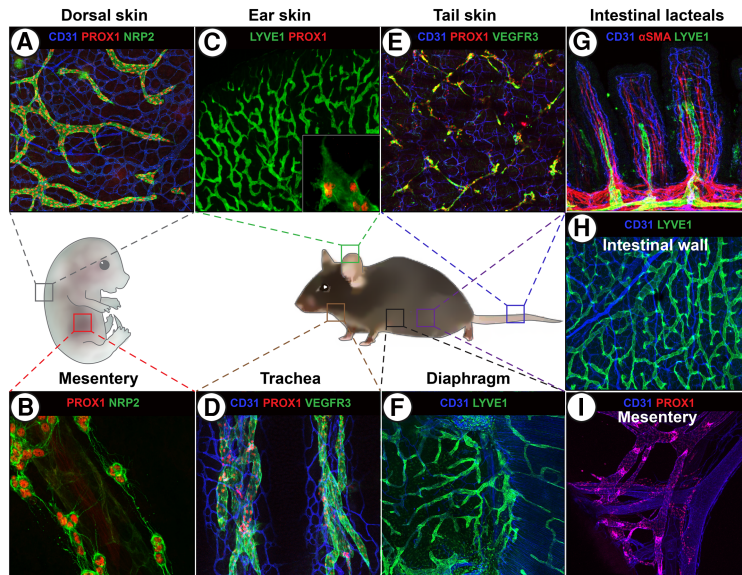 Dorsal skin
Ear skin
Tail skin
Intestinal lacteals
A
CD31 PROX1 NRP2
C
LYVE1 PROX1
E
CD31 PROX1 VEGFR3
G
CD31 αSMA LYVE1
H
CD31 LYVE1
Intestinal wall
Mesentery
Trachea
Diaphragm
B
PROX1 NRP2
D
CD31 PROX1 VEGFR3
F
CD31 LYVE1
I
CD31 PROX1
Mesentery